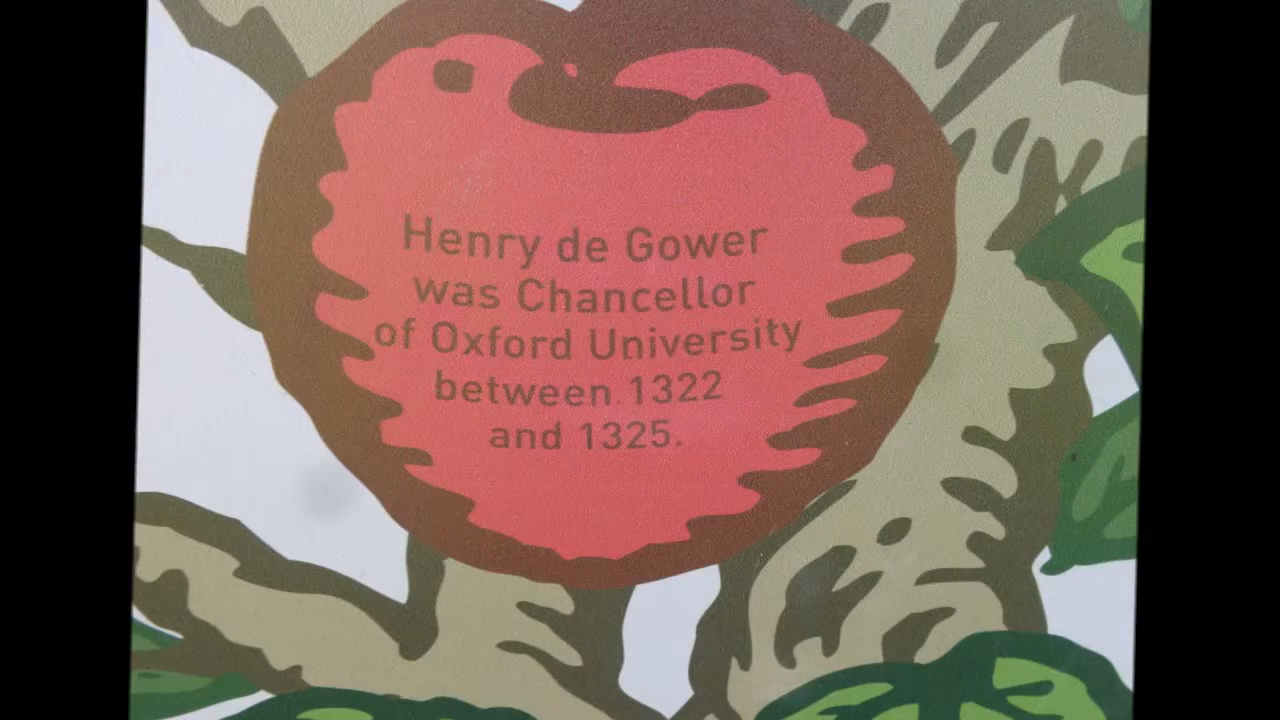 Henry de Gower
was Chancellor
of Oxford University
between 1322
and 1325.